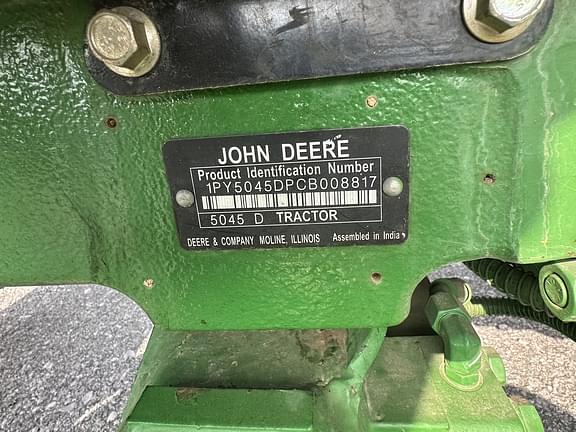 JOHN DEERE
Product Identification Number
1PY5045DPCB008817
5045 D TRACTOR
DEERE & COMPANY MOLINE, ILLINOIS Assembled in India